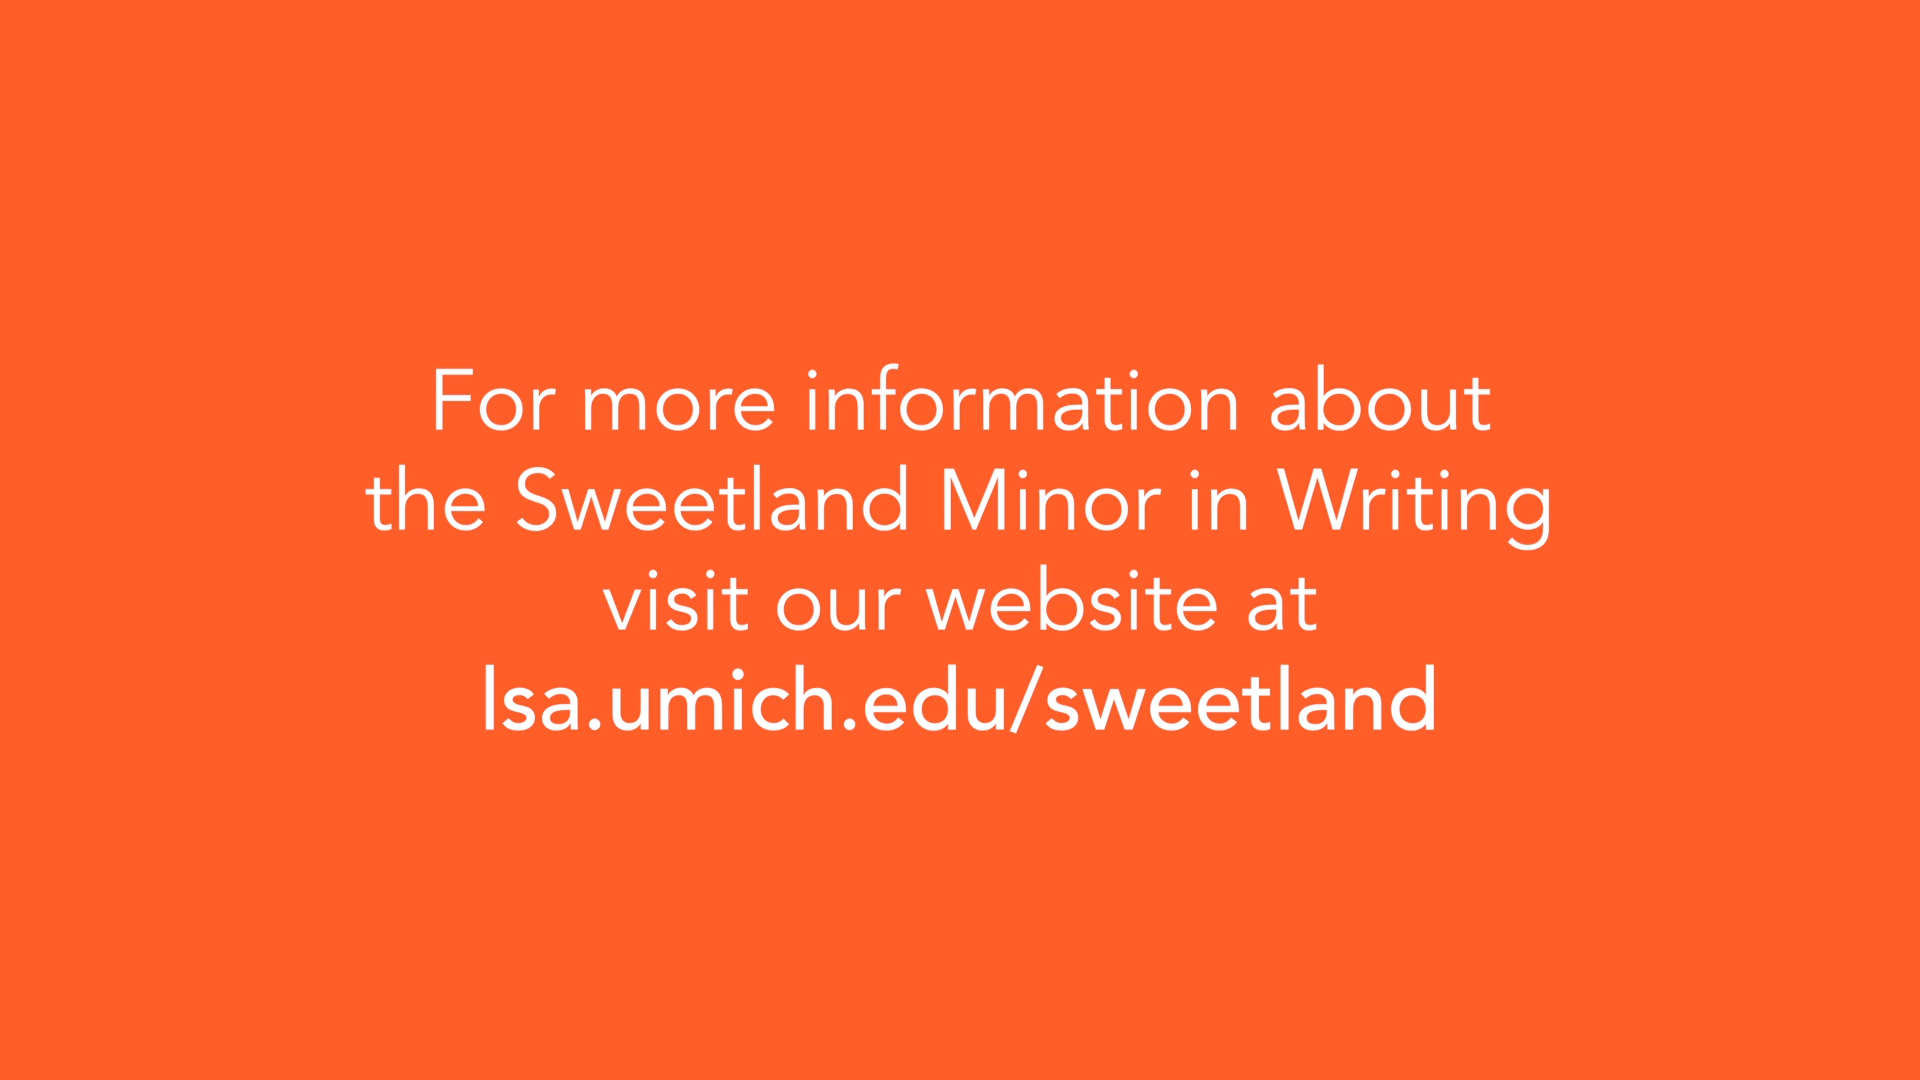 For more information about
the Sweetland Minor in Writing
visit our website at
lsa.umich.edu/sweetland